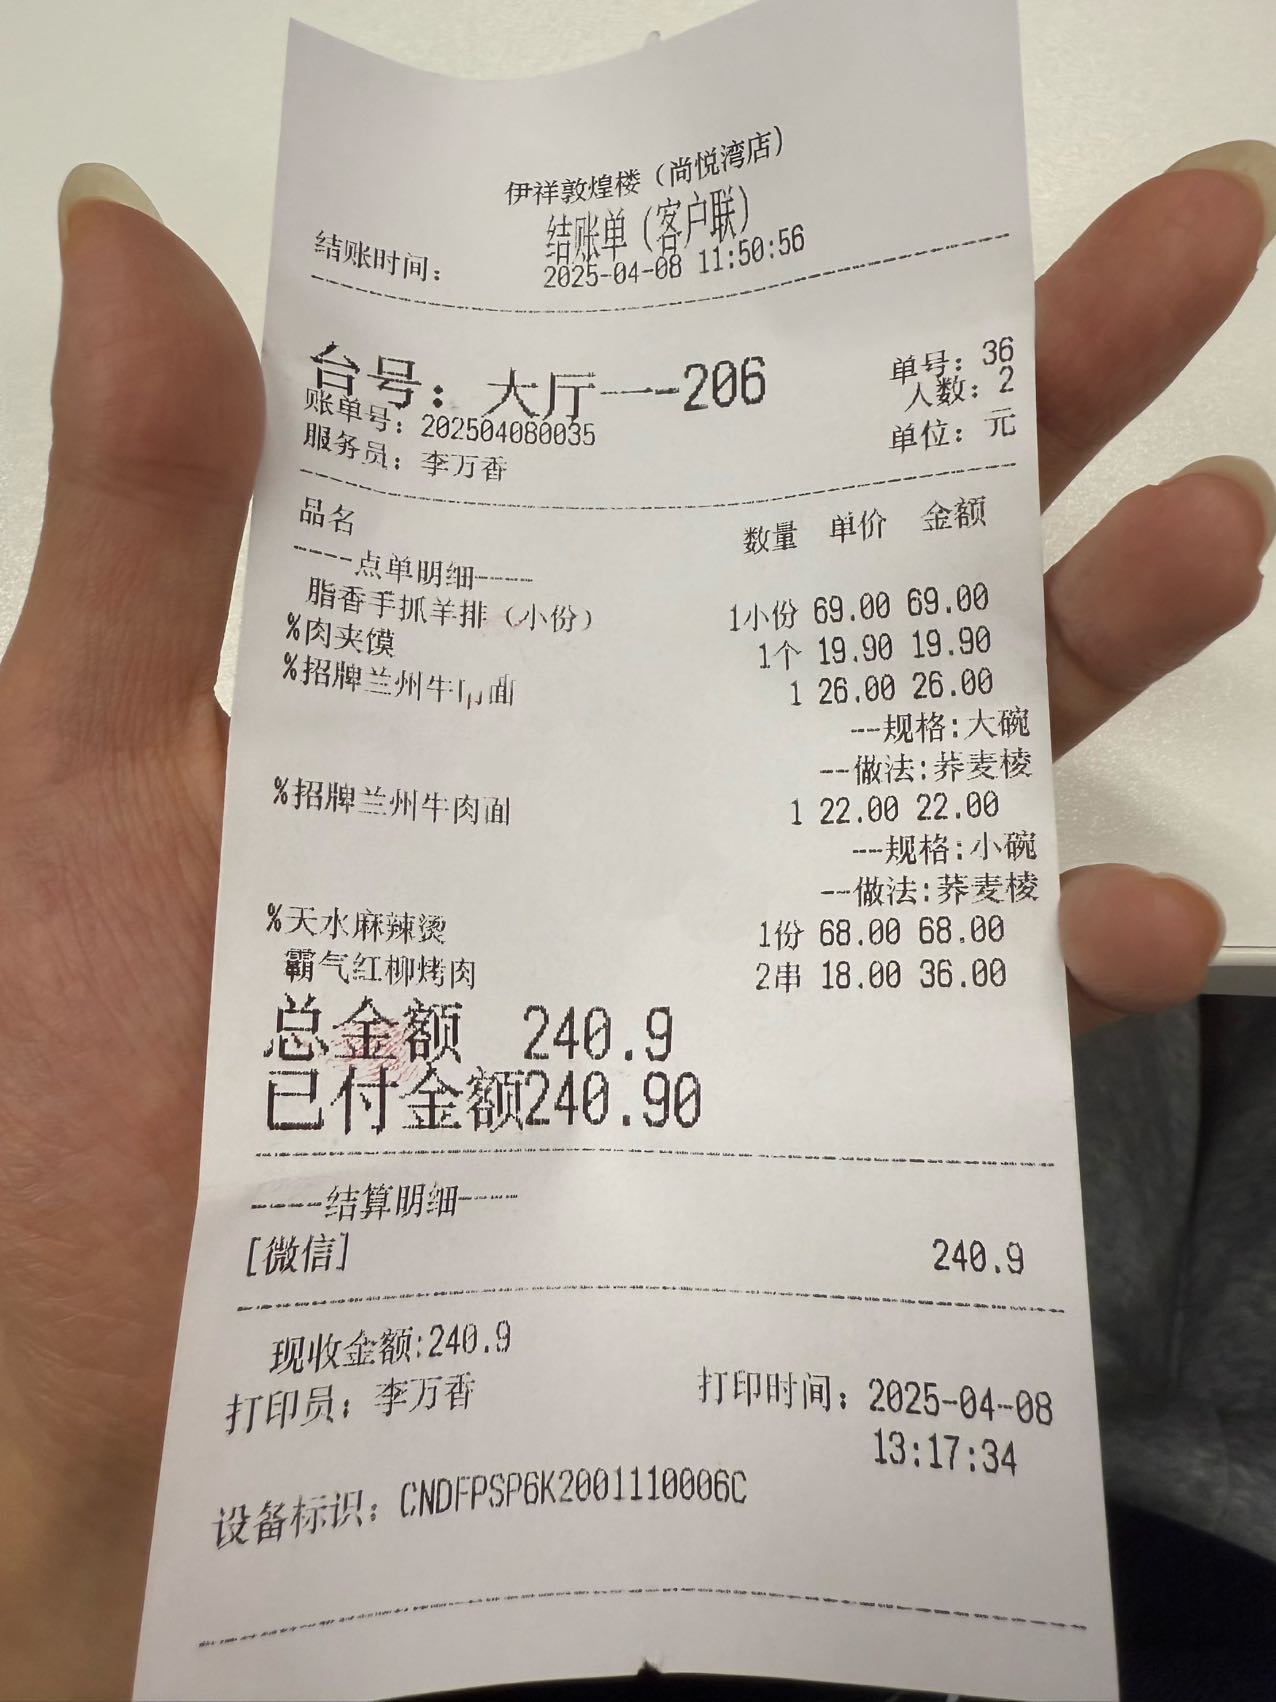 伊祥敦煌楼（尚悦湾店）
结账单（客户联）
结账时间： 2025-04-08 11:50:56
台号：大厅一-206 单号：36
人数：2
账单号：202504080035
服务员：李万香 单位：元
品名 数量 单价 金额
----点单明细----
脂香手抓羊排（小份） 1小份 69.00 69.00
%肉夹馍 1个 19.90 19.90
%招牌兰州牛肉面 1 26.00 26.00
--规格:大碗
--做法:荞麦棱
%招牌兰州牛肉面 1 22.00 22.00
--规格:小碗
--做法:荞麦棱
%天水麻辣烫 1份 68.00 68.00
霸气红柳烤肉 2串 18.00 36.00
总金额 240.9
已付金额240.90
----结算明细----
[微信] 240.9
现收金额:240.9
打印员：李万香 打印时间：2025-04-08
13:17:34
设备标识：CNDFPSP6K2001110006C